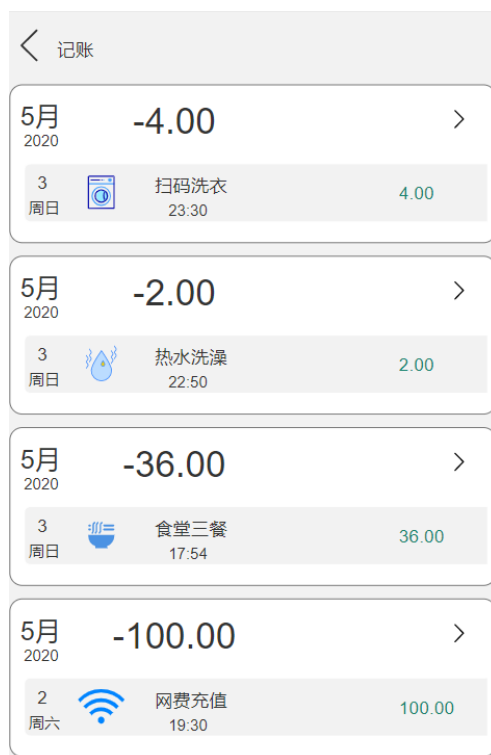 记账
5月 -4.00
2020
3 扫码洗衣 4.00
周日 23:30
5月 -2.00
2020
3 热水洗澡 2.00
周日 22:50
5月 -36.00
2020
3 食堂三餐 36.00
周日 17:54
5月 -100.00
2020
2 网费充值 100.00
周六 19:30